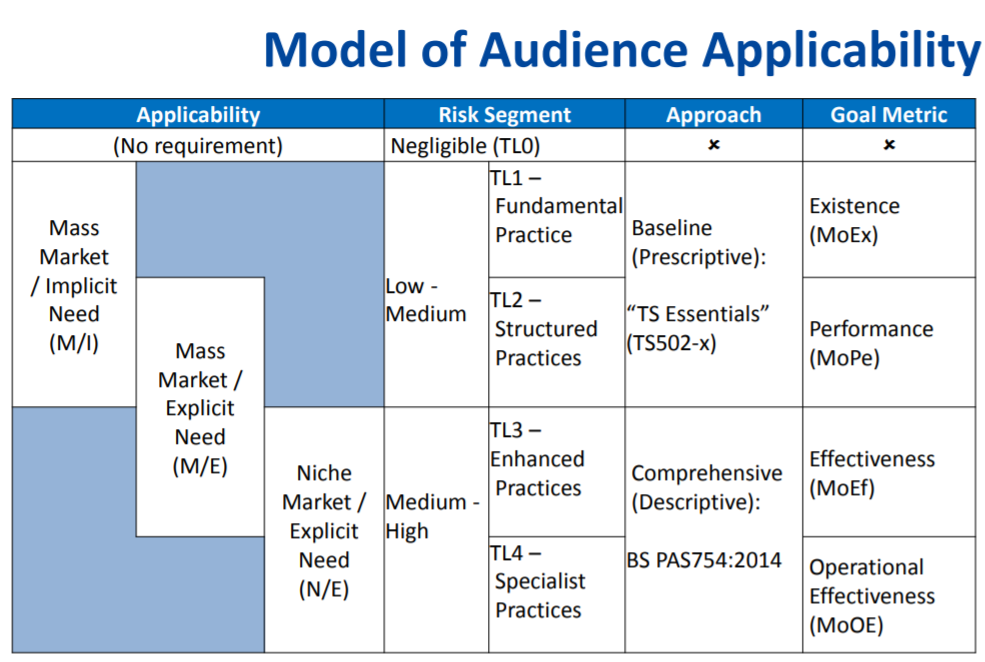 Model of Audience Applicability
Applicability
Risk Segment
Approach
Goal Metric
(No requirement)
Negligible (TL0)
×
×
Mass
Market
/ Implicit
Need
(M/I)
Mass
Market /
Explicit
Need
(M/E)
Niche
Market /
Explicit
Need
(N/E)
Low -
Medium
TL1 –
Fundamental
Practice
TL2 –
Structured
Practices
Baseline
(Prescriptive):
“TS Essentials”
(TS502-x)
Existence
(MoEx)
Performance
(MoPe)
Medium -
High
TL3 –
Enhanced
Practices
TL4 –
Specialist
Practices
Comprehensive
(Descriptive):
BS PAS754:2014
Effectiveness
(MoEf)
Operational
Effectiveness
(MoOE)